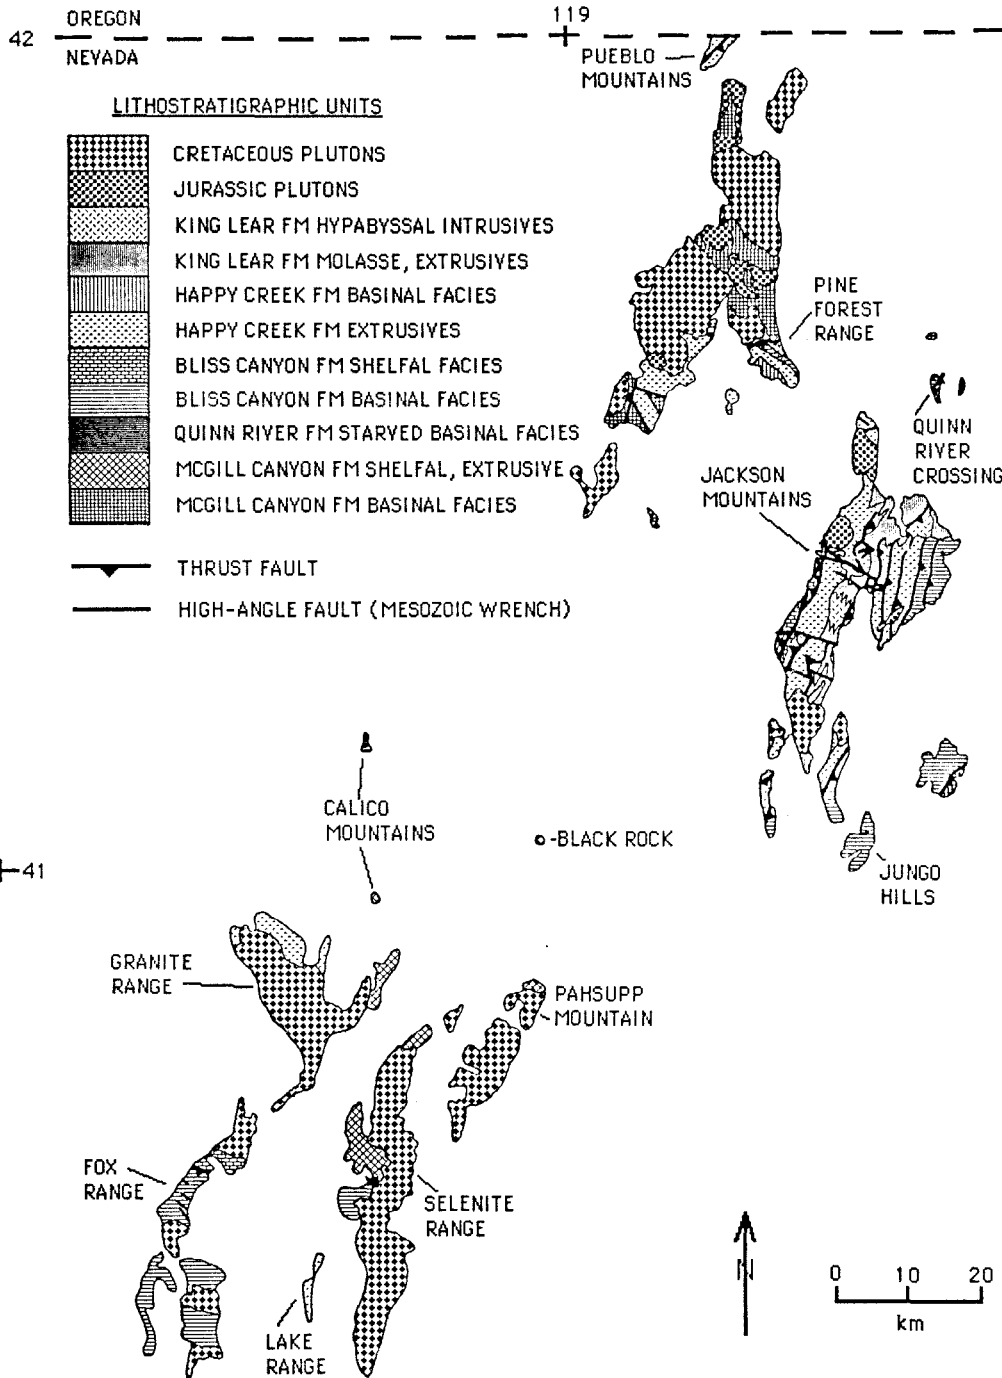 OREGON
119
42
NEVADA
PUEBLO
MOUNTAINS
LITHOSTRATIGRAPHIC UNITS
CRETACEOUS PLUTONS
JURASSIC PLUTONS
KING LEAR FM HYPABYSSAL INTRUSIVES
KING LEAR FM MOLASSE, EXTRUSIVES
HAPPY CREEK FM BASINAL FACIES
HAPPY CREEK FM EXTRUSIVES
BLISS CANYON FM SHELFAL FACIES
BLISS CANYON FM BASINAL FACIES
QUINN RIVER FM STARVED BASINAL FACIES
MCGILL CANYON FM SHELFAL, EXTRUSIVE
MCGILL CANYON FM BASINAL FACIES
THRUST FAULT
HIGH-ANGLE FAULT (MESOZOIC WRENCH)
PINE
FOREST
RANGE
QUINN
RIVER
CROSSING
JACKSON
MOUNTAINS
CALICO
MOUNTAINS
-BLACK ROCK
41
JUNGO
HILLS
GRANITE
RANGE
PAHSUPP
MOUNTAIN
FOX
RANGE
SELENITE
RANGE
LAKE
RANGE
N
0 10 20
km